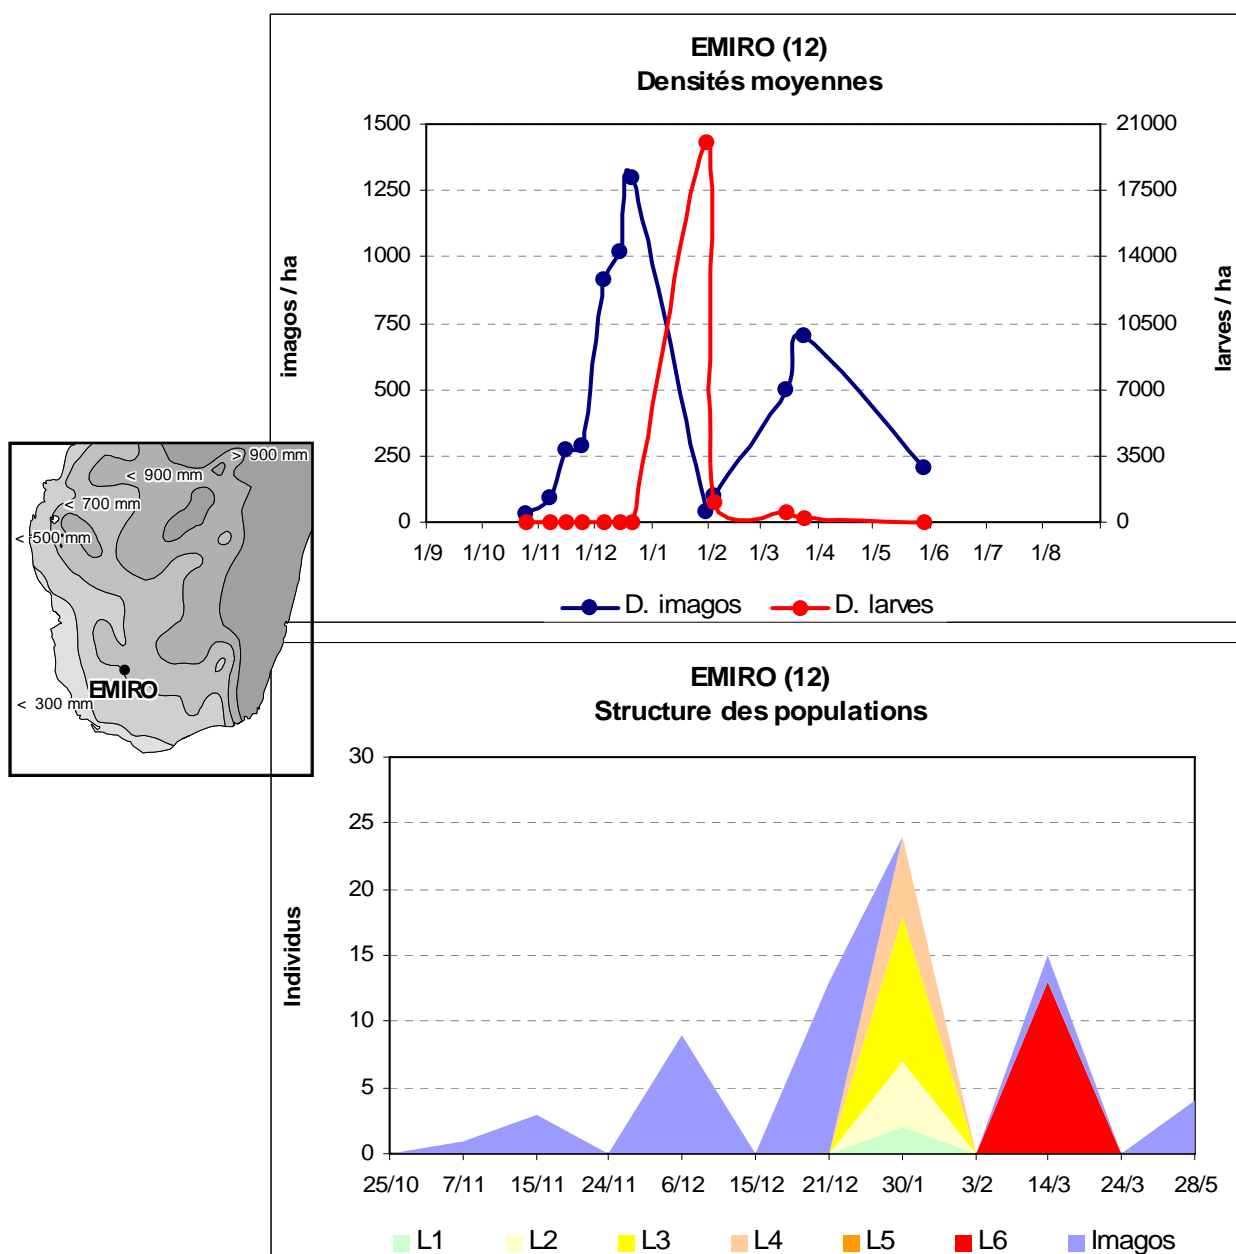 EMIRO (12)
Densités moyennes
1500
1250
1000
750
500
250
0
imagos / ha
21000
17500
14000
10500
7000
3500
0
larves / ha
1/9 1/10 1/11 1/12 1/1 1/2 1/3 1/4 1/5 1/6 1/7 1/8
D. imagos D. larves
> 900 mm
< 900 mm
< 700 mm
< 500 mm
EMIRO
< 300 mm
EMIRO (12)
Structure des populations
30
25
20
15
10
5
0
Individus
25/10 7/11 15/11 24/11 6/12 15/12 21/12 30/1 3/2 14/3 24/3 28/5
L1 L2 L3 L4 L5 L6 Imagos